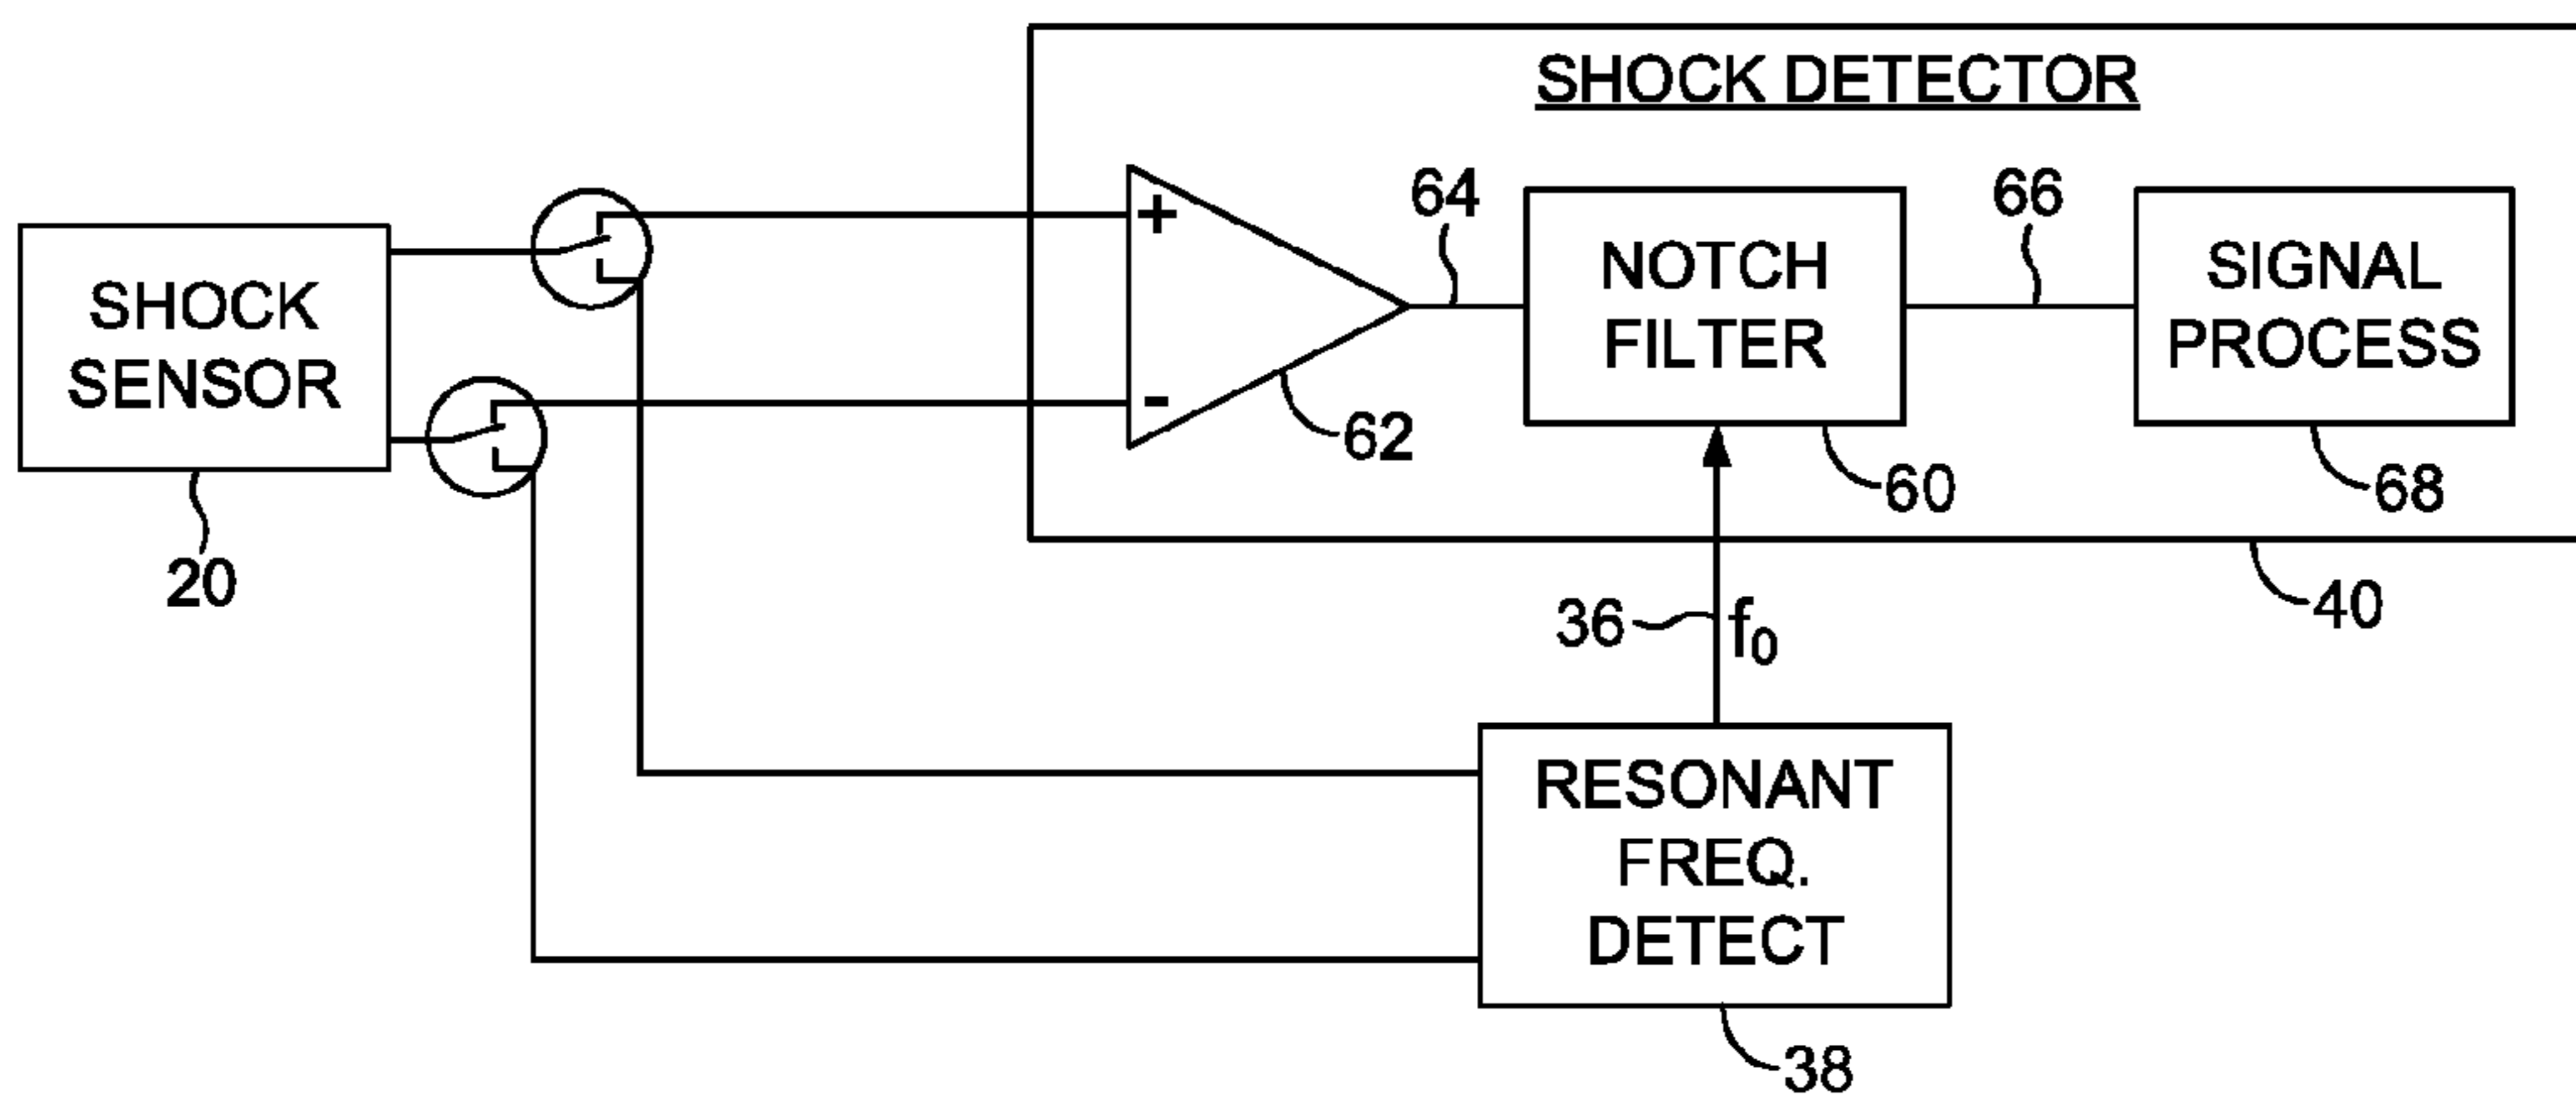 SHOCK DETECTOR
SHOCK
SENSOR
20
+
-
62
64
NOTCH
FILTER
60
66
SIGNAL
PROCESS
68
40
36
f₀
RESONANT
FREQ.
DETECT
38